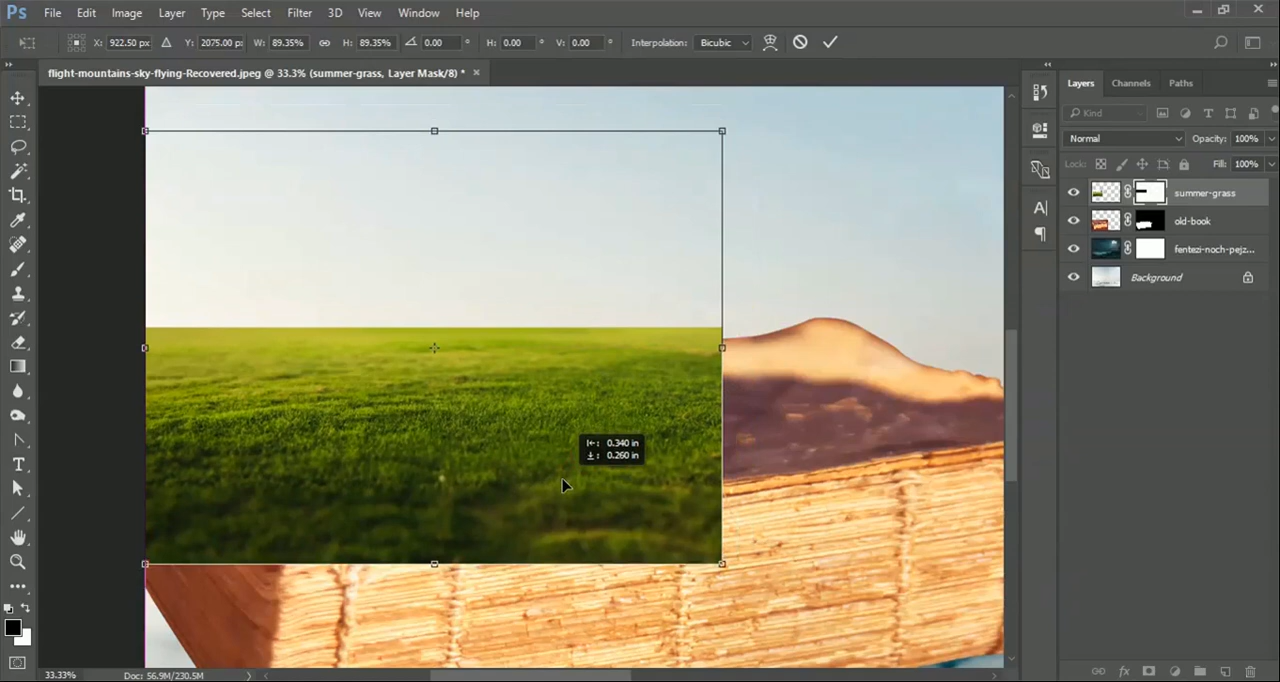 Ps File Edit Image Layer Type Select Filter 3D View Window Help
X: 922.50 px Y: 2075.00 p: W: 89.35% H: 89.35% 0.00 ° H: 0.00 ° V: 0.00 ° Interpolation: Bicubic
flight-mountains-sky-flying-Recovered.jpeg @ 33.3% (summer-grass, Layer Mask/8) * ×
Layers Channels Paths
Kind
Normal Opacity: 100%
Lock: Fill: 100%
summer-grass
old-book
fentezi-noch-pejz...
Background
0.340 in
0.260 in
33.33% Doc: 56.9M/230.5M